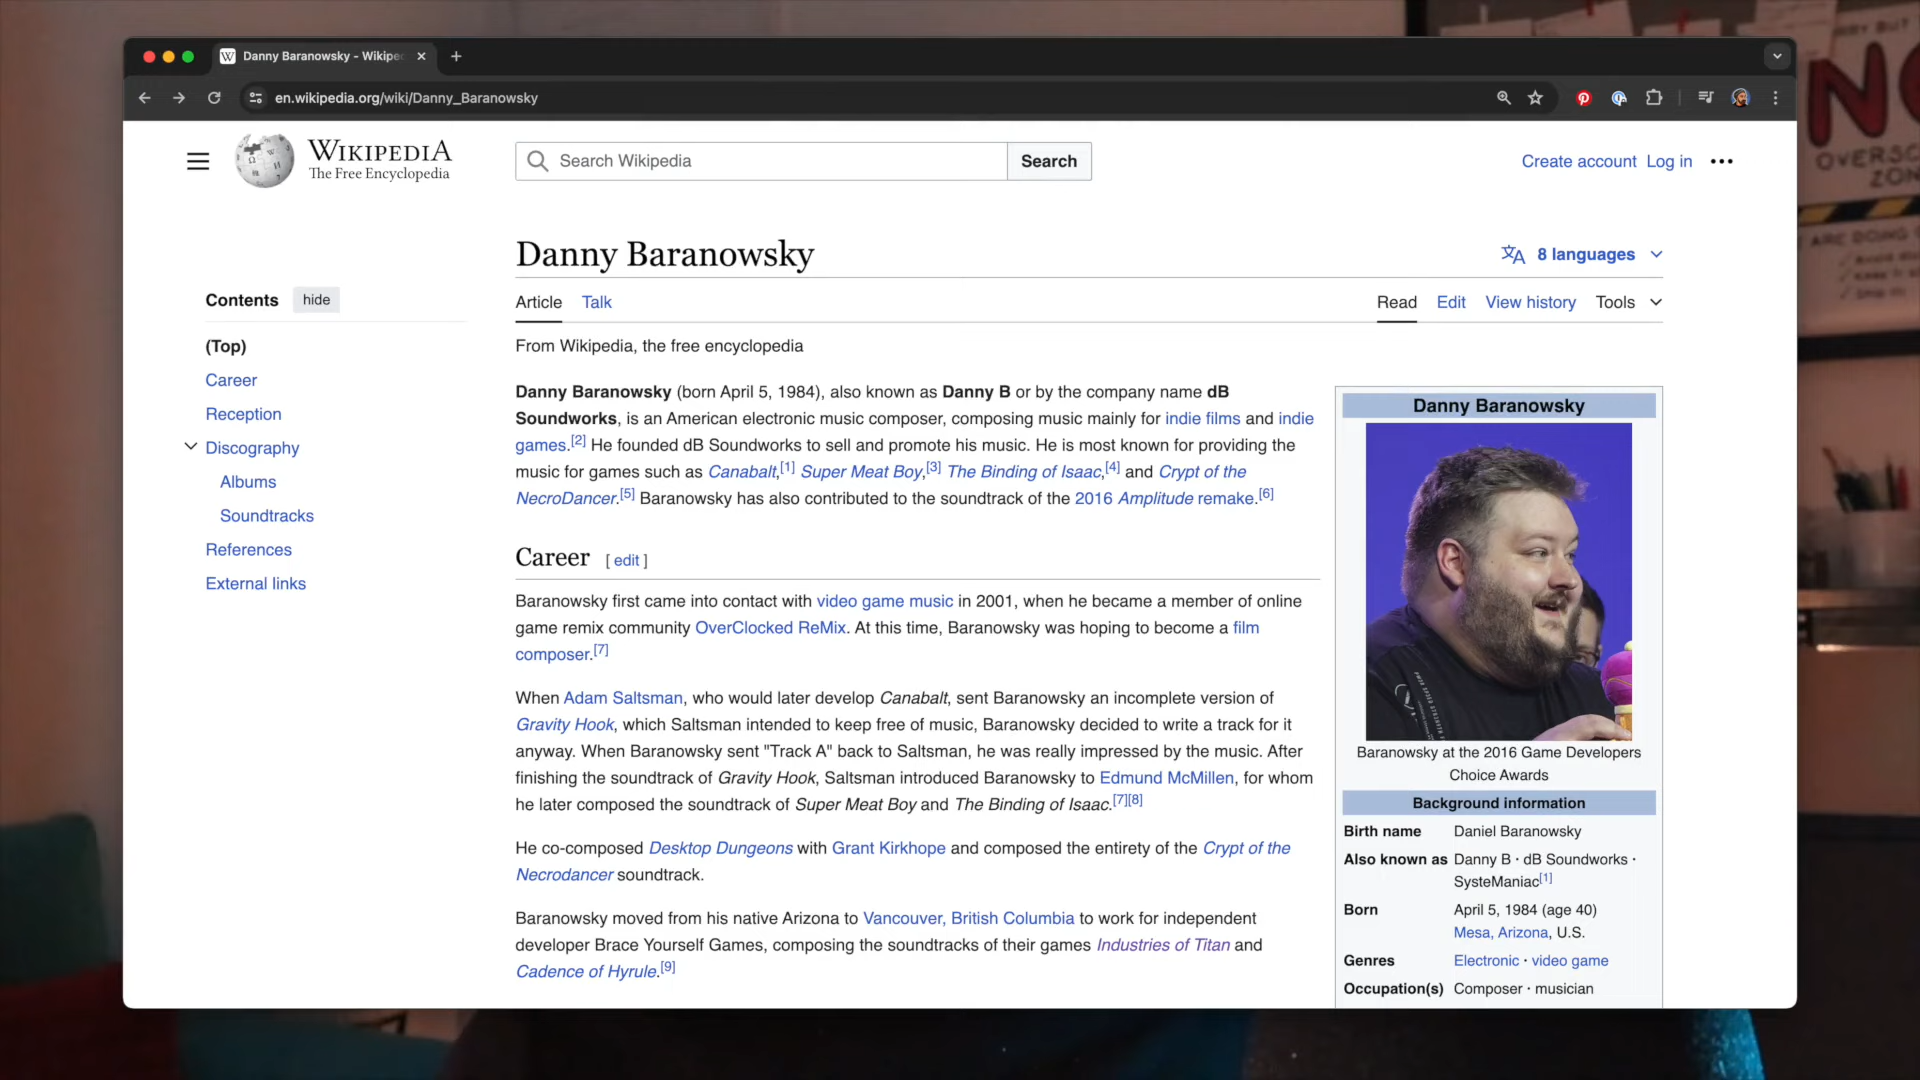 Danny Baranowsky - Wikipe
en.wikipedia.org/wiki/Danny_Baranowsky
WIKIPEDIA
The Free Encyclopedia
Search Wikipedia
Search
Create account Log in
Danny Baranowsky
8 languages
Contents hide
(Top)
Career
Reception
Discography
Albums
Soundtracks
References
External links
Article Talk
Read Edit View history Tools
From Wikipedia, the free encyclopedia
Danny Baranowsky (born April 5, 1984), also known as Danny B or by the company name dB
Soundworks, is an American electronic music composer, composing music mainly for indie films and indie
games.[2] He founded dB Soundworks to sell and promote his music. He is most known for providing the
music for games such as Canabalt,[1] Super Meat Boy,[3] The Binding of Isaac,[4] and Crypt of the
NecroDancer.[5] Baranowsky has also contributed to the soundtrack of the 2016 Amplitude remake.[6]
Career [ edit ]
Baranowsky first came into contact with video game music in 2001, when he became a member of online
game remix community OverClocked ReMix. At this time, Baranowsky was hoping to become a film
composer.[7]
When Adam Saltsman, who would later develop Canabalt, sent Baranowsky an incomplete version of
Gravity Hook, which Saltsman intended to keep free of music, Baranowsky decided to write a track for it
anyway. When Baranowsky sent "Track A" back to Saltsman, he was really impressed by the music. After
finishing the soundtrack of Gravity Hook, Saltsman introduced Baranowsky to Edmund McMillen, for whom
he later composed the soundtrack of Super Meat Boy and The Binding of Isaac.[7][8]
He co-composed Desktop Dungeons with Grant Kirkhope and composed the entirety of the Crypt of the
Necrodancer soundtrack.
Baranowsky moved from his native Arizona to Vancouver, British Columbia to work for independent
developer Brace Yourself Games, composing the soundtracks of their games Industries of Titan and
Cadence of Hyrule.[9]
Danny Baranowsky
Baranowsky at the 2016 Game Developers
Choice Awards
Background information
Birth name Daniel Baranowsky
Also known as Danny B · dB Soundworks ·
SysteManiac[1]
Born April 5, 1984 (age 40)
Mesa, Arizona, U.S.
Genres Electronic · video game
Occupation(s) Composer · musician